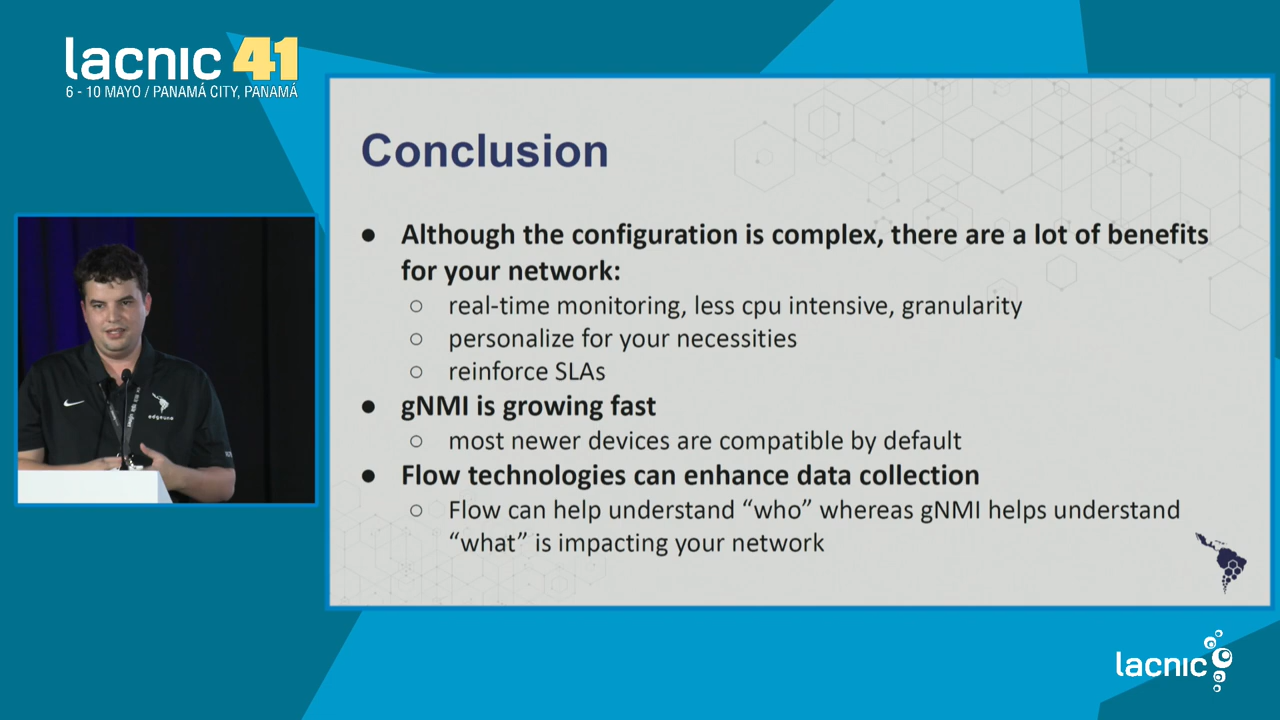 lacnic 41
6 - 10 MAYO / PANAMÁ CITY, PANAMÁ
Conclusion
● Although the configuration is complex, there are a lot of benefits
for your network:
○ real-time monitoring, less cpu intensive, granularity
○ personalize for your necessities
○ reinforce SLAs
● gNMI is growing fast
○ most newer devices are compatible by default
● Flow technologies can enhance data collection
○ Flow can help understand “who” whereas gNMI helps understand
“what” is impacting your network
edgeuno
lacnic